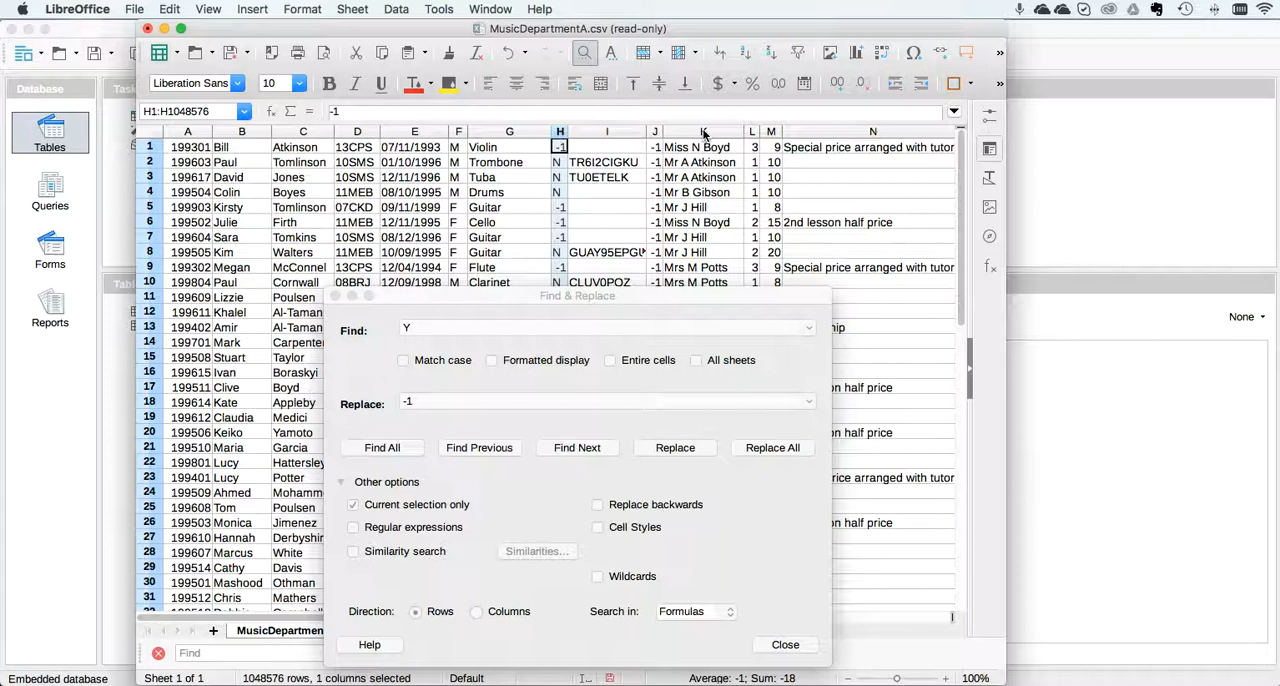 LibreOffice File Edit View Insert Format Sheet Data Tools Window Help
MusicDepartmentA.csv (read-only)
Liberation Sans 10
H1:H1048576 -1
Database
Tables
Queries
Forms
Reports
None
A B C D E F G H I J K L M N
1 199301 Bill Atkinson 13CPS 07/11/1993 M Violin -1 -1 Miss N Boyd 3 9 Special price arranged with tutor
2 199603 Paul Tomlinson 10SMS 01/10/1996 M Trombone N TR6I2CIGKU -1 Mr A Atkinson 1 10
3 199617 David Jones 10SMS 12/11/1996 M Tuba N TU0ETELK -1 Mr A Atkinson 1 10
4 199504 Colin Boyes 11MEB 08/10/1995 M Drums N -1 Mr B Gibson 1 10
5 199903 Kirsty Tomlinson 07CKD 09/11/1999 F Guitar -1 -1 Mr J Hill 1 8
6 199502 Julie Firth 11MEB 12/11/1995 F Cello -1 -1 Miss N Boyd 2 15 2nd lesson half price
7 199604 Sara Tomkins 10SMS 08/12/1996 F Guitar -1 -1 Mr J Hill 1 10
8 199505 Kim Walters 11MEB 10/09/1995 F Guitar N GUAY95EPGU -1 Mr J Hill 2 20
9 199302 Megan McConnel 13CPS 12/04/1994 F Flute -1 -1 Mrs M Potts 3 9 Special price arranged with tutor
10 199804 Paul Cornwall 08BRJ 12/09/1998 M Clarinet N CLUV0POZ -1 Mrs M Potts 1 8
11 199609 Lizzie Poulsen
12 199611 Khalel Al-Taman
13 199402 Amir Al-Taman
14 199701 Mark Carpente
15 199508 Stuart Taylor
16 199615 Ivan Boraskyi
17 199511 Clive Boyd on half price
18 199614 Kate Appleby
19 199612 Claudia Medici
20 199506 Keiko Yamoto on half price
21 199510 Maria Garcia
22 199801 Lucy Hattersley
23 199401 Lucy Potter rice arranged with tutor
24 199509 Ahmed Mohamm
25 199608 Tom Poulsen
26 199503 Monica Jimenez on half price
27 199610 Hannah Derbyshir
28 199607 Marcus White
29 199514 Cathy Davis
30 199501 Mashood Othman
31 199512 Chris Mathers
Find & Replace
Find: Y
Match case Formatted display Entire cells All sheets
Replace: -1
Find All Find Previous Find Next Replace Replace All
Other options
Current selection only Replace backwards
Regular expressions Cell Styles
Similarity search Similarities...
Wildcards
Direction: Rows Columns Search in: Formulas
Help Close
MusicDepartmen
Find
Sheet 1 of 1 1048576 rows, 1 columns selected Default Average: -1; Sum: -18 100%
Embedded database